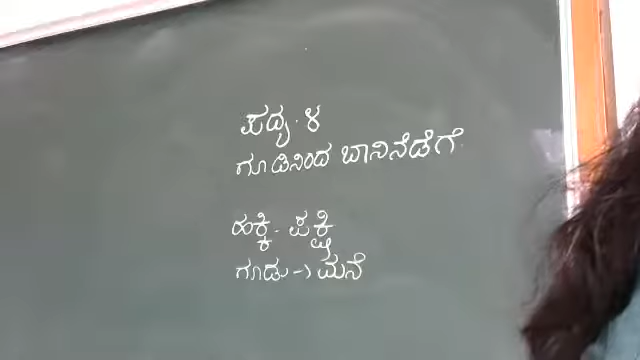 ಪದ್ಯ. ೪
ಗೂಡಿನಿಂದ ಬಾನಿನೆಡೆಗೆ.
ಹಕ್ಕಿ - ಪಕ್ಷಿ
ಗೂಡು -> ಮನೆ